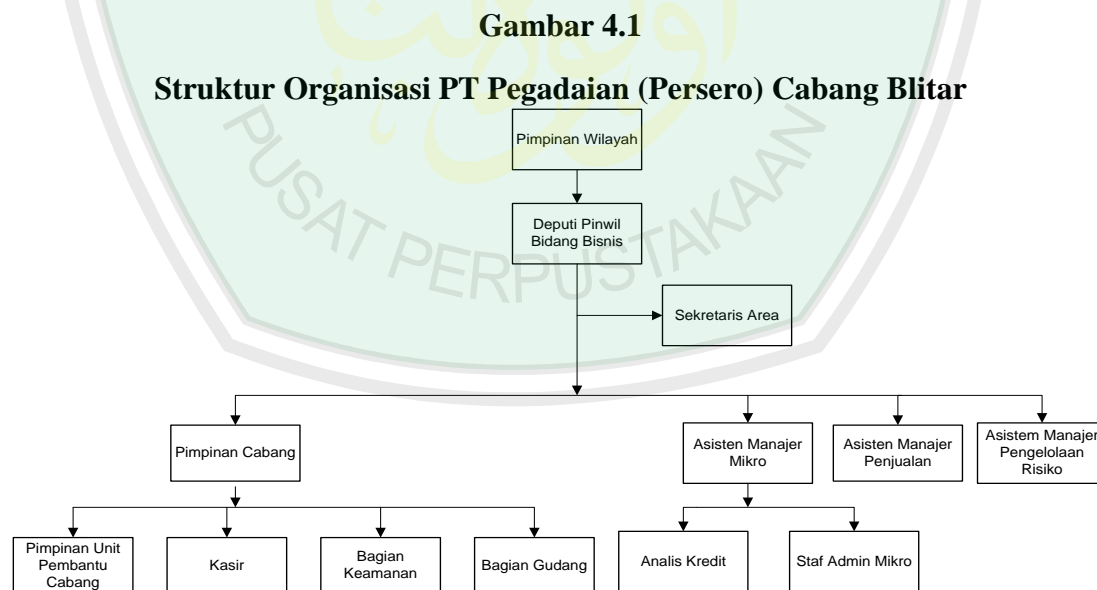 Gambar 4.1
Struktur Organisasi PT Pegadaian (Persero) Cabang Blitar
PUSAT PERPUSTAKAAN
Pimpinan Wilayah
Deputi Pinwil
Bidang Bisnis
Sekretaris Area
Pimpinan Cabang
Asisten Manajer
Mikro
Asisten Manajer
Penjualan
Asistem Manajer
Pengelolaan
Risiko
Pimpinan Unit
Pembantu
Cabang
Kasir
Bagian
Keamanan
Bagian Gudang
Analis Kredit
Staf Admin Mikro